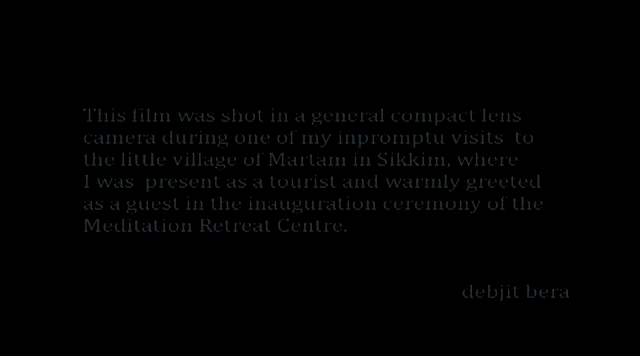 This film was shot in a general compact lens
camera during one of my inpromptu visits to
the little village of Martam in Sikkim, where
I was present as a tourist and warmly greeted
as a guest in the inauguration ceremony of the
Meditation Retreat Centre.
debjit bera